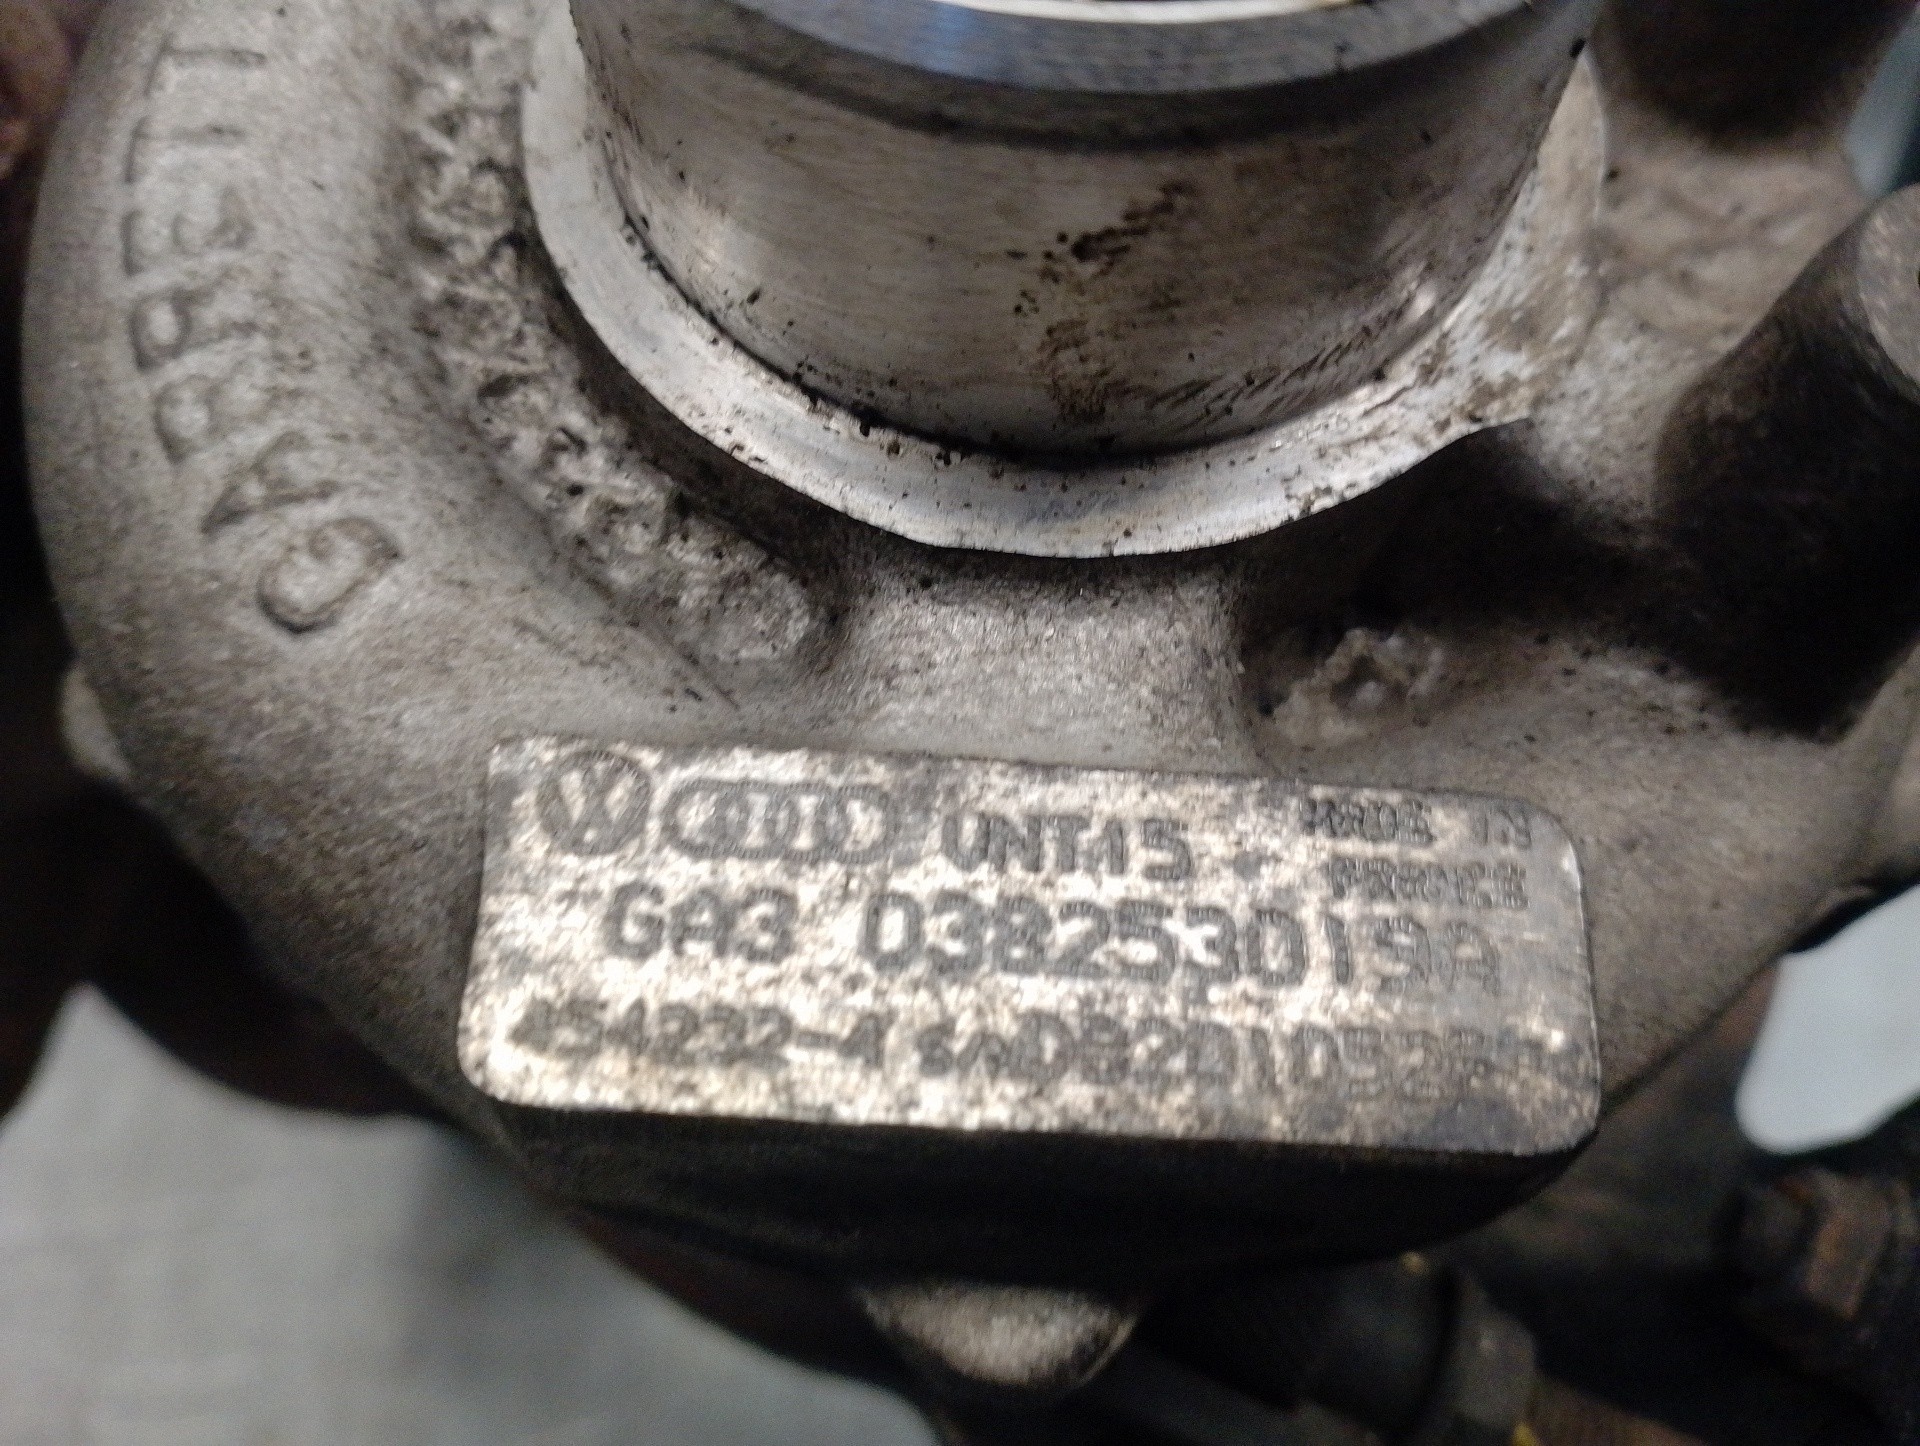 GARRETT
VNT15 MADE IN
FRANCE
GA3 038253019A
454232-4 S/N